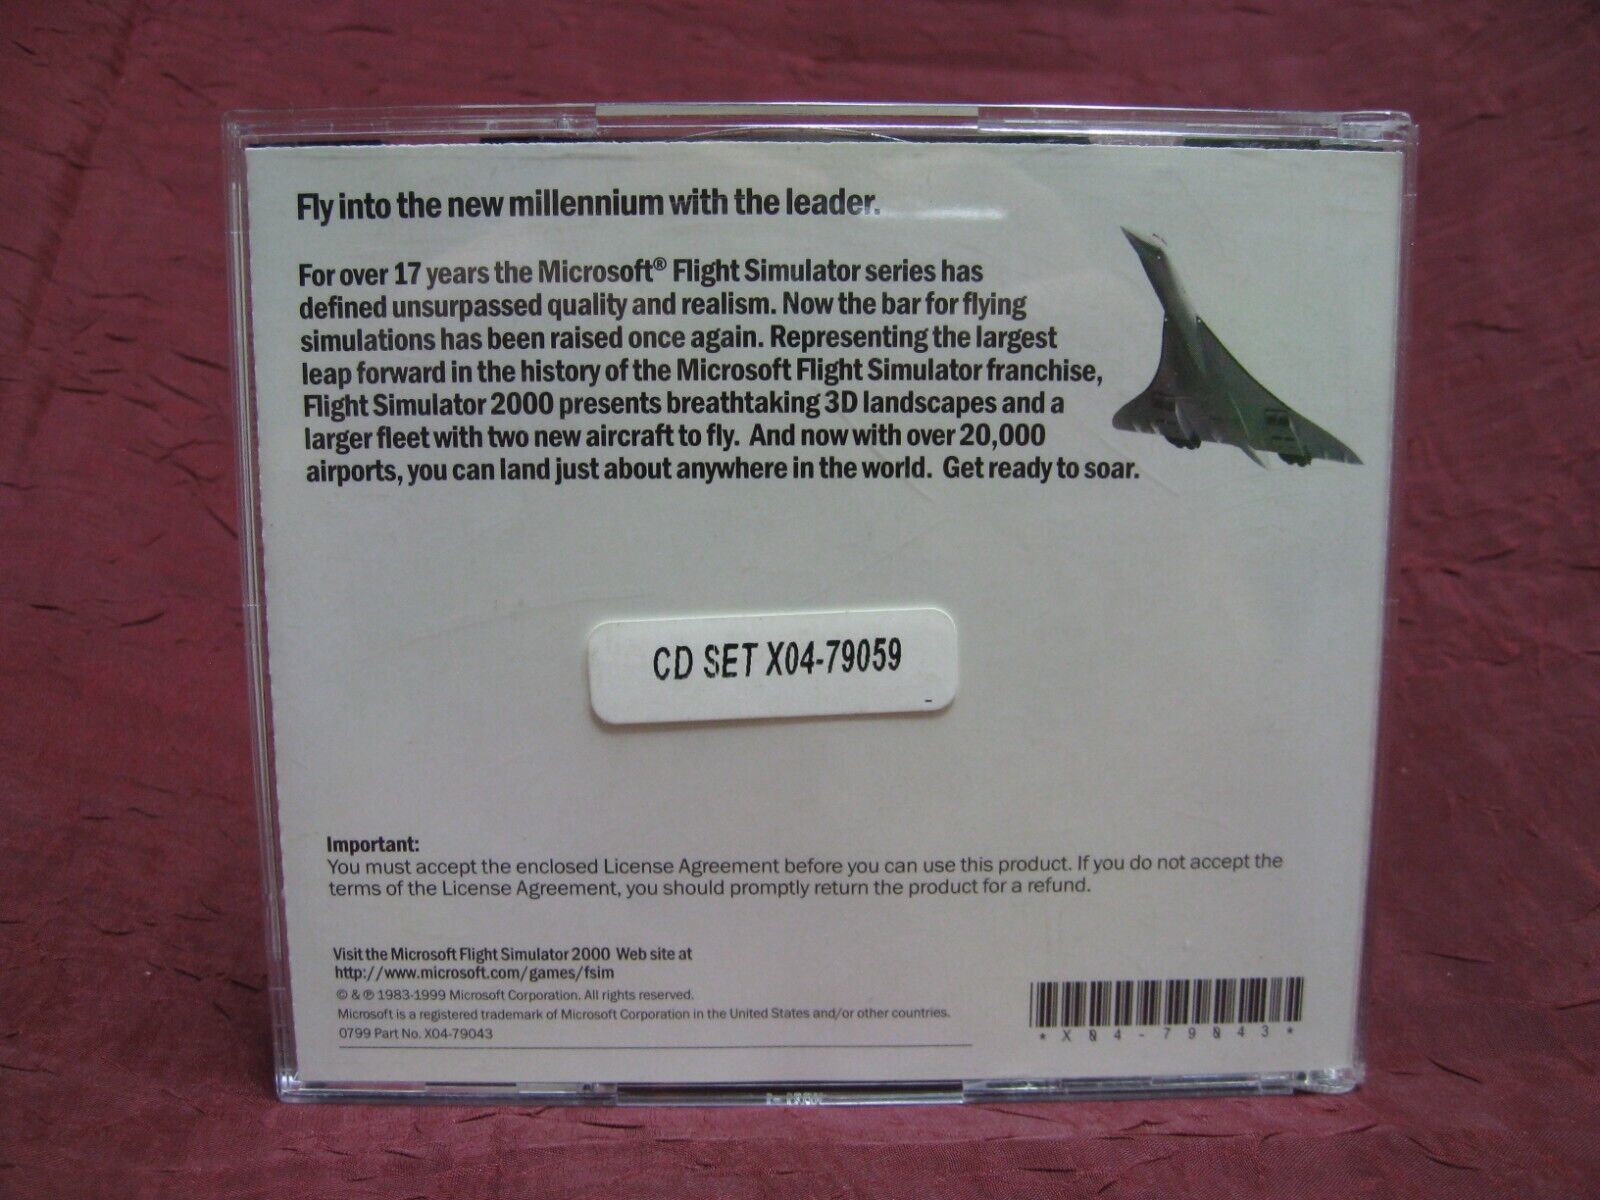 Fly into the new millennium with the leader.
For over 17 years the Microsoft® Flight Simulator series has
defined unsurpassed quality and realism. Now the bar for flying
simulations has been raised once again. Representing the largest
leap forward in the history of the Microsoft Flight Simulator franchise,
Flight Simulator 2000 presents breathtaking 3D landscapes and a
larger fleet with two new aircraft to fly. And now with over 20,000
airports, you can land just about anywhere in the world. Get ready to soar.
CD SET X04-79059
Important:
You must accept the enclosed License Agreement before you can use this product. If you do not accept the
terms of the License Agreement, you should promptly return the product for a refund.
Visit the Microsoft Flight Simulator 2000 Web site at
http://www.microsoft.com/games/fsim
© & ℗ 1983-1999 Microsoft Corporation. All rights reserved.
Microsoft is a registered trademark of Microsoft Corporation in the United States and/or other countries.
0799 Part No. X04-79043
*X04-79043*